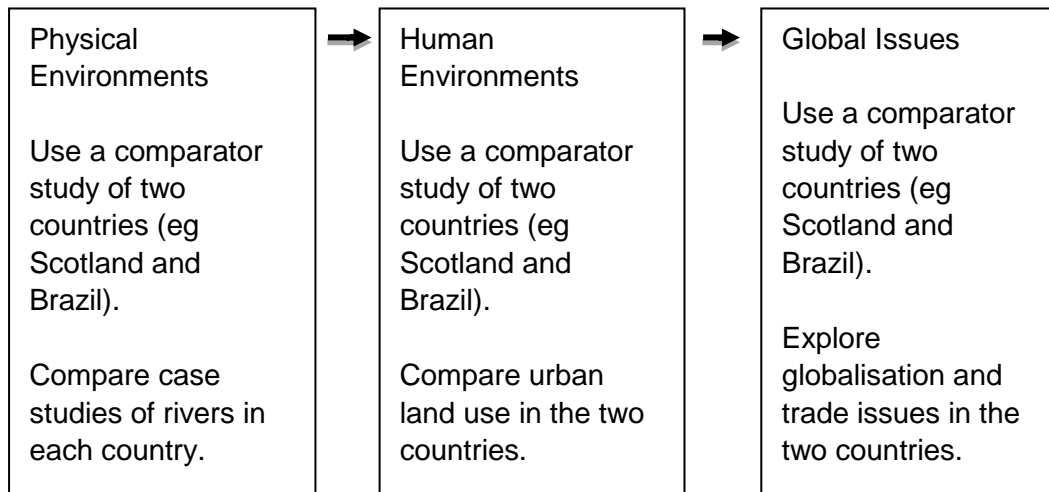 Physical
Environments
Use a comparator
study of two
countries (eg
Scotland and
Brazil).
Compare case
studies of rivers in
each country.
Human
Environments
Use a comparator
study of two
countries (eg
Scotland and
Brazil).
Compare urban
land use in the two
countries.
Global Issues
Use a comparator
study of two
countries (eg
Scotland and
Brazil).
Explore
globalisation and
trade issues in the
two countries.